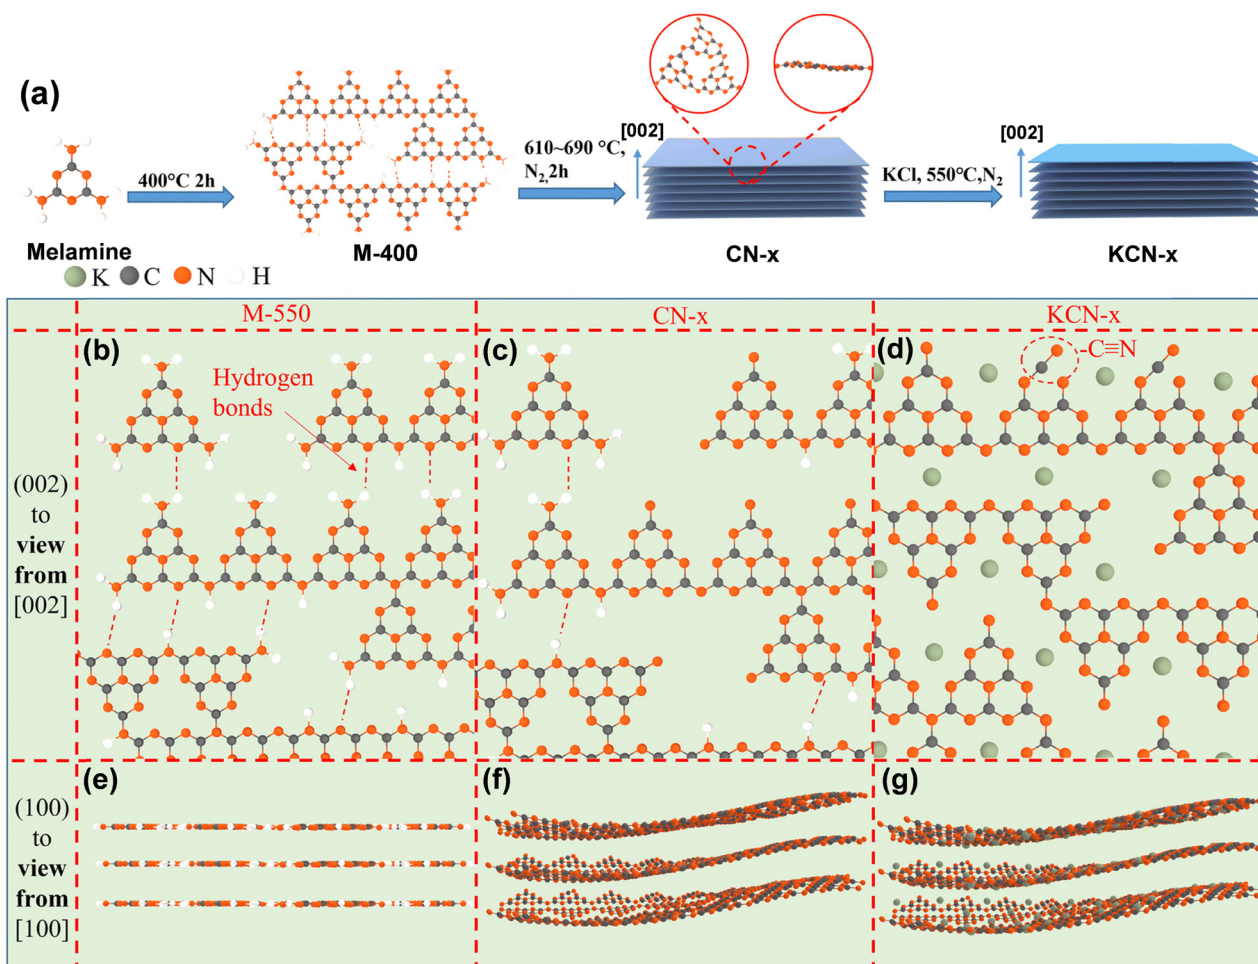 (a)
[002]
[002]
610~690 °C,
N₂,2h
400°C 2h
KCl, 550°C,N₂
Melamine
M-400
CN-x
KCN-x
K C N H
M-550
CN-x
KCN-x
(b)
(c)
(d)
-C≡N
Hydrogen
bonds
(002)
to
view
from
[002]
(e)
(f)
(g)
(100)
to
view
from
[100]